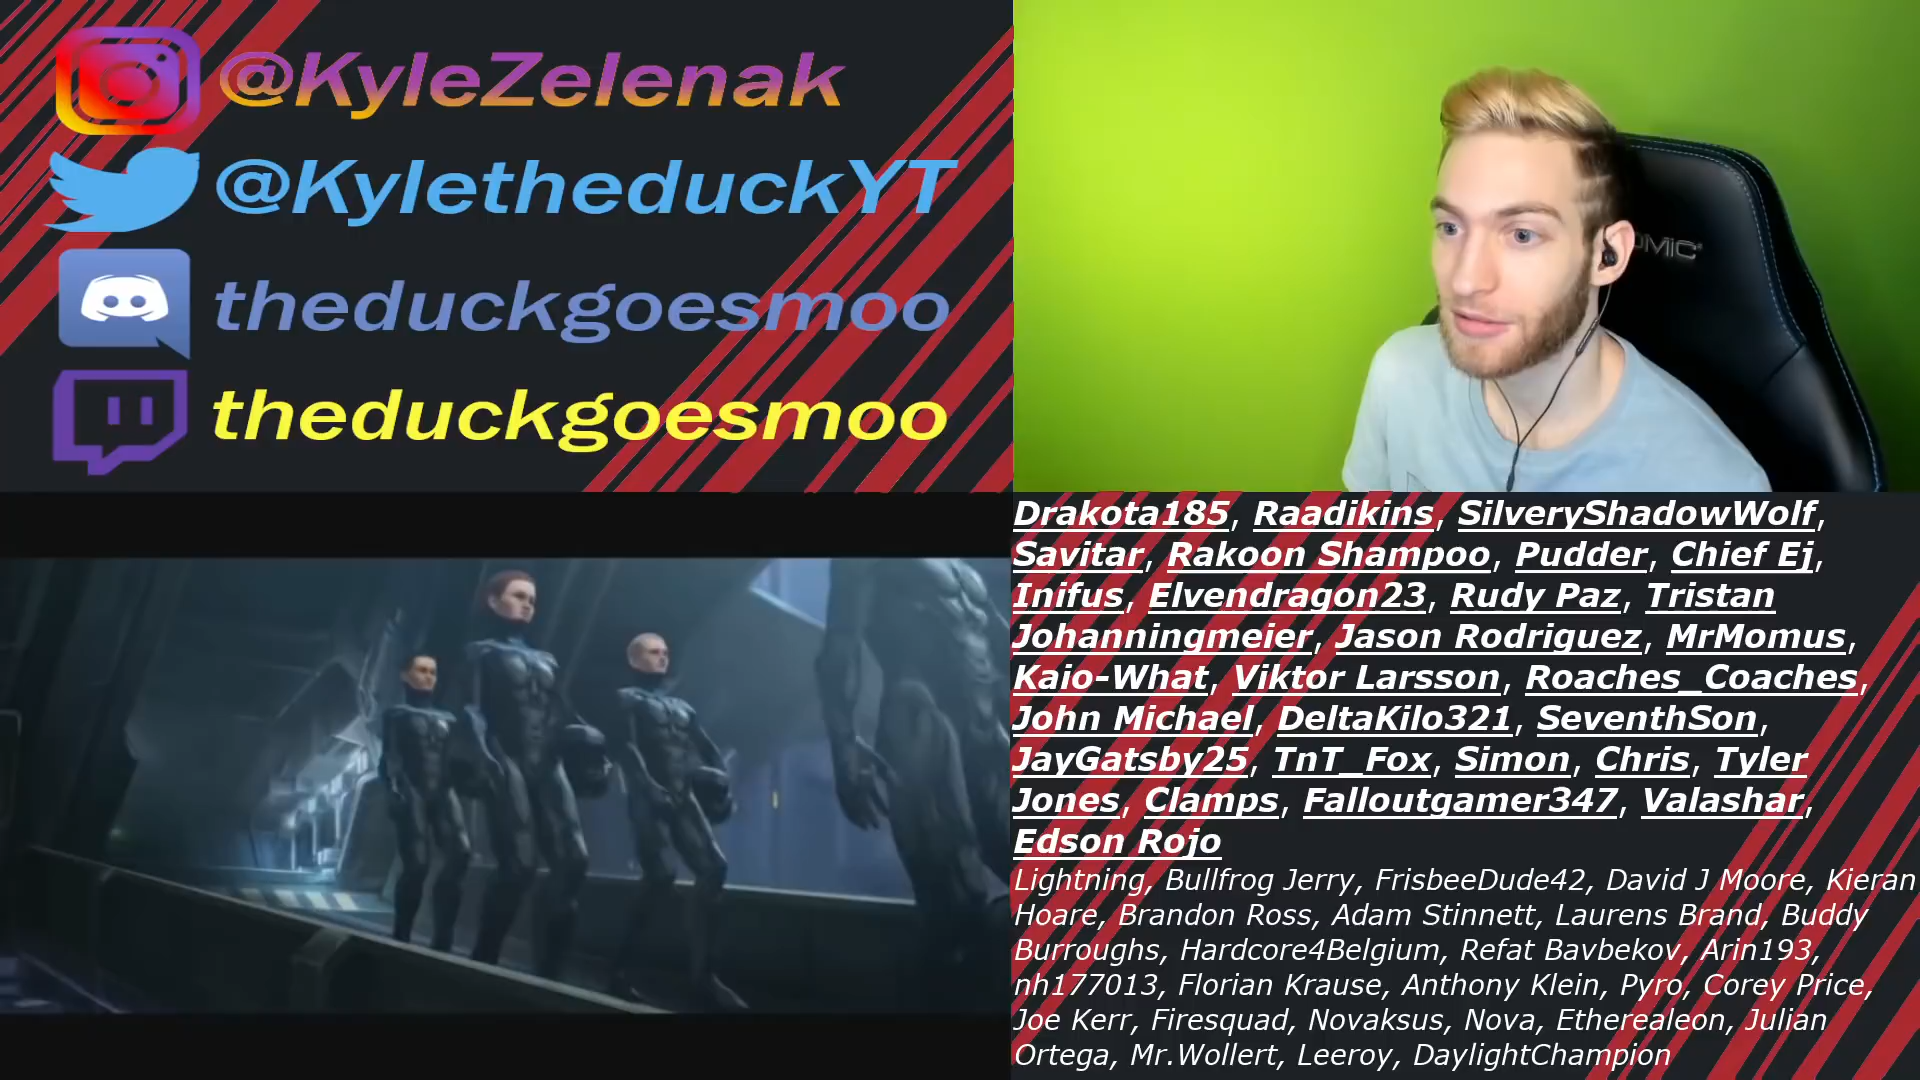 @KyleZelenak
@KyletheduckYT
theduckgoesmoo
theduckgoesmoo
OMIC
Drakota185, Raadikins, SilveryShadowWolf,
Savitar, Rakoon Shampoo, Pudder, Chief Ej,
Inifus, Elvendragon23, Rudy Paz, Tristan
Johanningmeier, Jason Rodriguez, MrMomus,
Kaio-What, Viktor Larsson, Roaches_Coaches,
John Michael, DeltaKilo321, SeventhSon,
JayGatsby25, TnT_Fox, Simon, Chris, Tyler
Jones, Clamps, Falloutgamer347, Valashar,
Edson Rojo
Lightning, Bullfrog Jerry, FrisbeeDude42, David J Moore, Kieran
Hoare, Brandon Ross, Adam Stinnett, Laurens Brand, Buddy
Burroughs, Hardcore4Belgium, Refat Bavbekov, Arin193,
nh177013, Florian Krause, Anthony Klein, Pyro, Corey Price,
Joe Kerr, Firesquad, Novaksus, Nova, Etherealeon, Julian
Ortega, Mr.Wollert, Leeroy, DaylightChampion